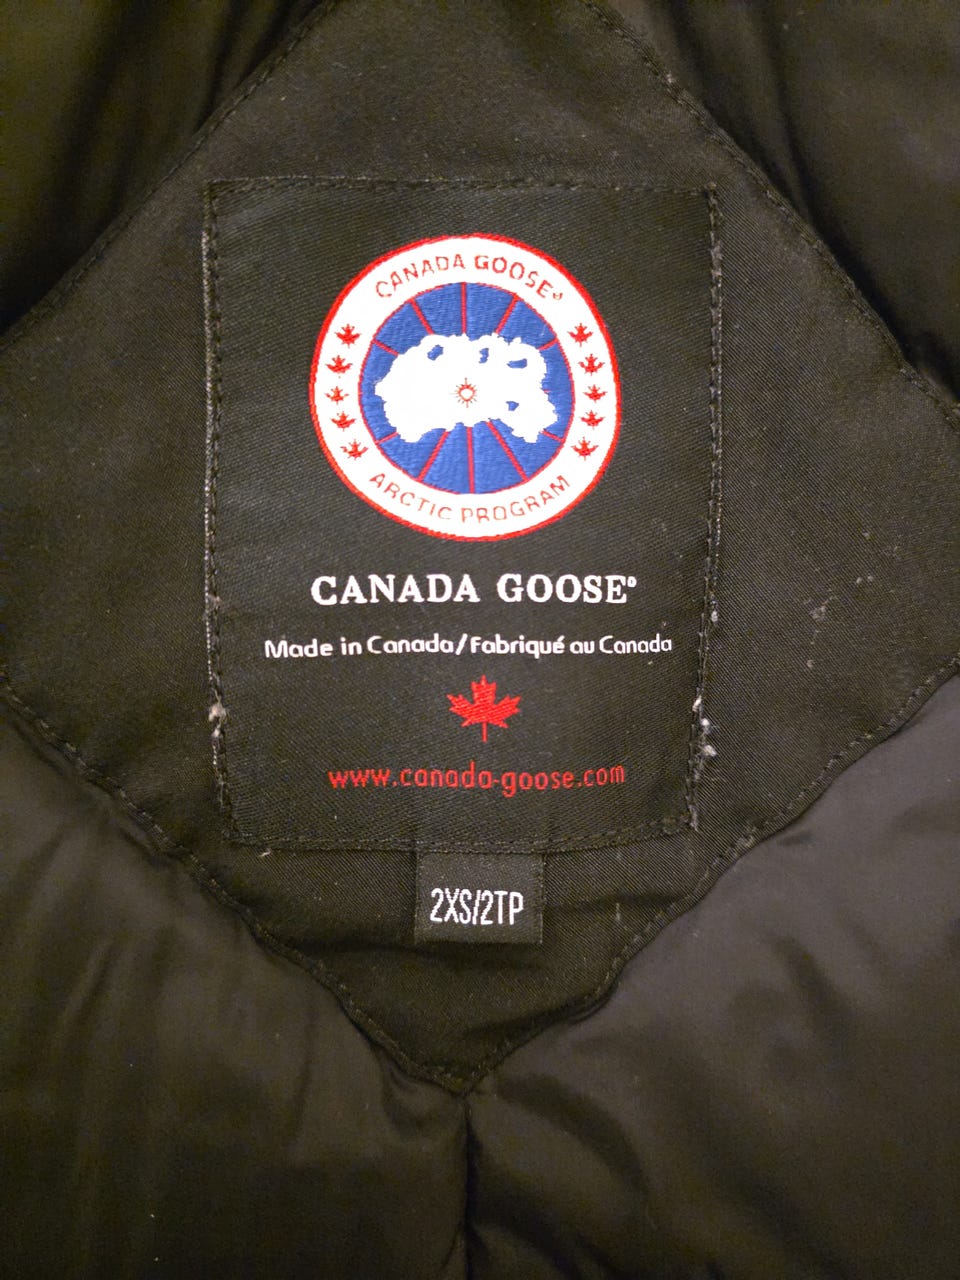 CANADA GOOSE®
ARCTIC PROGRAM
CANADA GOOSE®
Made in Canada/Fabriqué au Canada
www.canada-goose.com
2XS/2TP